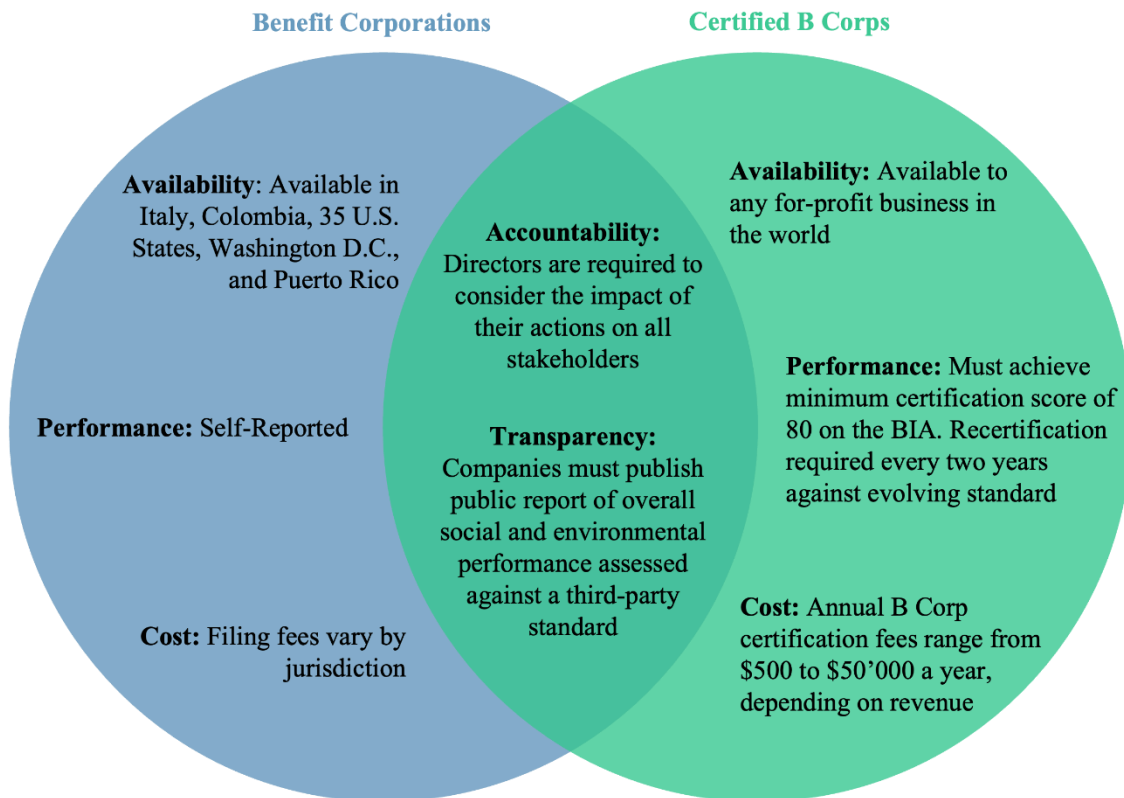 Benefit Corporations
Certified B Corps
Availability: Available in
Italy, Colombia, 35 U.S.
States, Washington D.C.,
and Puerto Rico
Performance: Self-Reported
Cost: Filing fees vary by
jurisdiction
Accountability:
Directors are required to
consider the impact of
their actions on all
stakeholders
Transparency:
Companies must publish
public report of overall
social and environmental
performance assessed
against a third-party
standard
Availability: Available to
any for-profit business in
the world
Performance: Must achieve
minimum certification score of
80 on the BIA. Recertification
required every two years
against evolving standard
Cost: Annual B Corp
certification fees range from
$500 to $50’000 a year,
depending on revenue